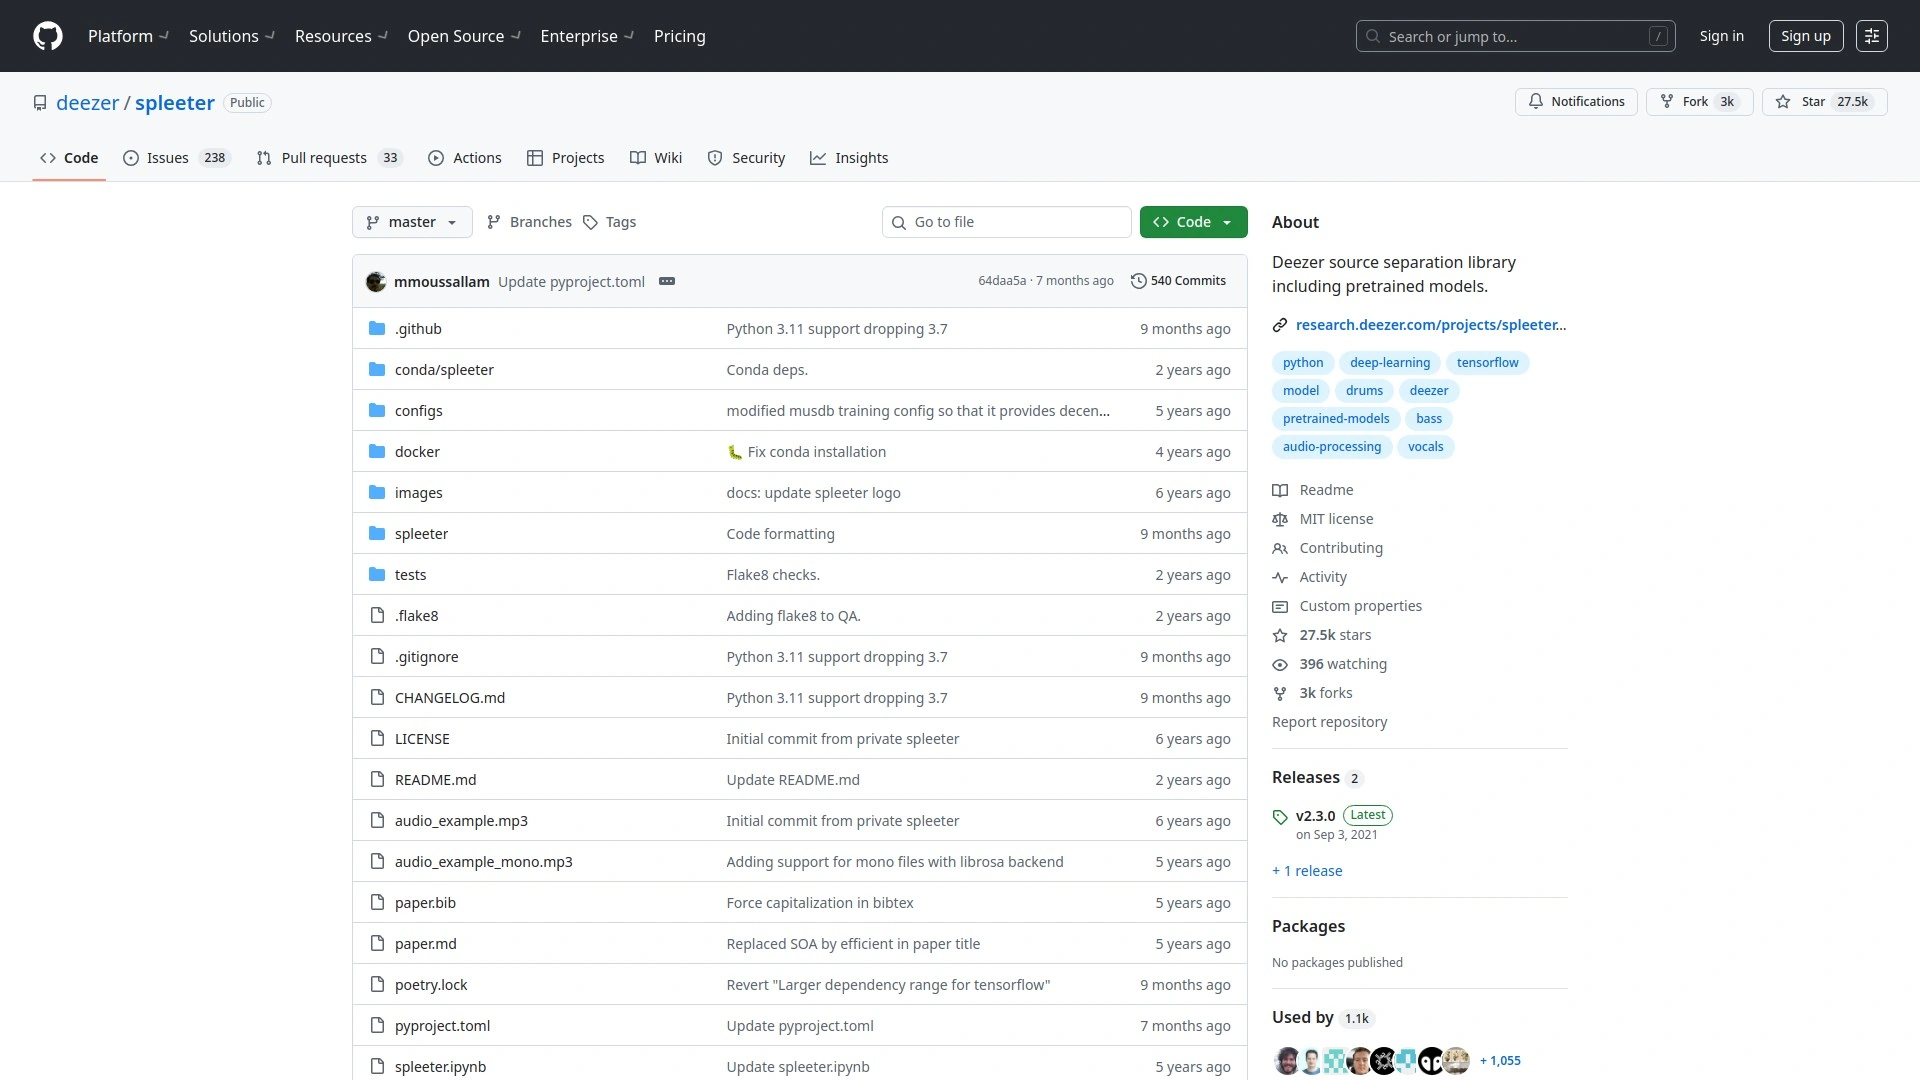 Platform Solutions Resources Open Source Enterprise Pricing Search or jump to... / Sign in Sign up
deezer / spleeter Public Notifications Fork 3k Star 27.5k
Code Issues 238 Pull requests 33 Actions Projects Wiki Security Insights
master Branches Tags Go to file Code
mmoussallam Update pyproject.toml 64daa5a · 7 months ago 540 Commits
.github Python 3.11 support dropping 3.7 9 months ago
conda/spleeter Conda deps. 2 years ago
configs modified musdb training config so that it provides decen... 5 years ago
docker 🐛 Fix conda installation 4 years ago
images docs: update spleeter logo 6 years ago
spleeter Code formatting 9 months ago
tests Flake8 checks. 2 years ago
.flake8 Adding flake8 to QA. 2 years ago
.gitignore Python 3.11 support dropping 3.7 9 months ago
CHANGELOG.md Python 3.11 support dropping 3.7 9 months ago
LICENSE Initial commit from private spleeter 6 years ago
README.md Update README.md 2 years ago
audio_example.mp3 Initial commit from private spleeter 6 years ago
audio_example_mono.mp3 Adding support for mono files with librosa backend 5 years ago
paper.bib Force capitalization in bibtex 5 years ago
paper.md Replaced SOA by efficient in paper title 5 years ago
poetry.lock Revert "Larger dependency range for tensorflow" 9 months ago
pyproject.toml Update pyproject.toml 7 months ago
spleeter.ipynb Update spleeter.ipynb 5 years ago
About
Deezer source separation library
including pretrained models.
research.deezer.com/projects/spleeter...
python deep-learning tensorflow
model drums deezer
pretrained-models bass
audio-processing vocals
Readme
MIT license
Contributing
Activity
Custom properties
27.5k stars
396 watching
3k forks
Report repository
Releases 2
v2.3.0 Latest
on Sep 3, 2021
+ 1 release
Packages
No packages published
Used by 1.1k
+ 1,055